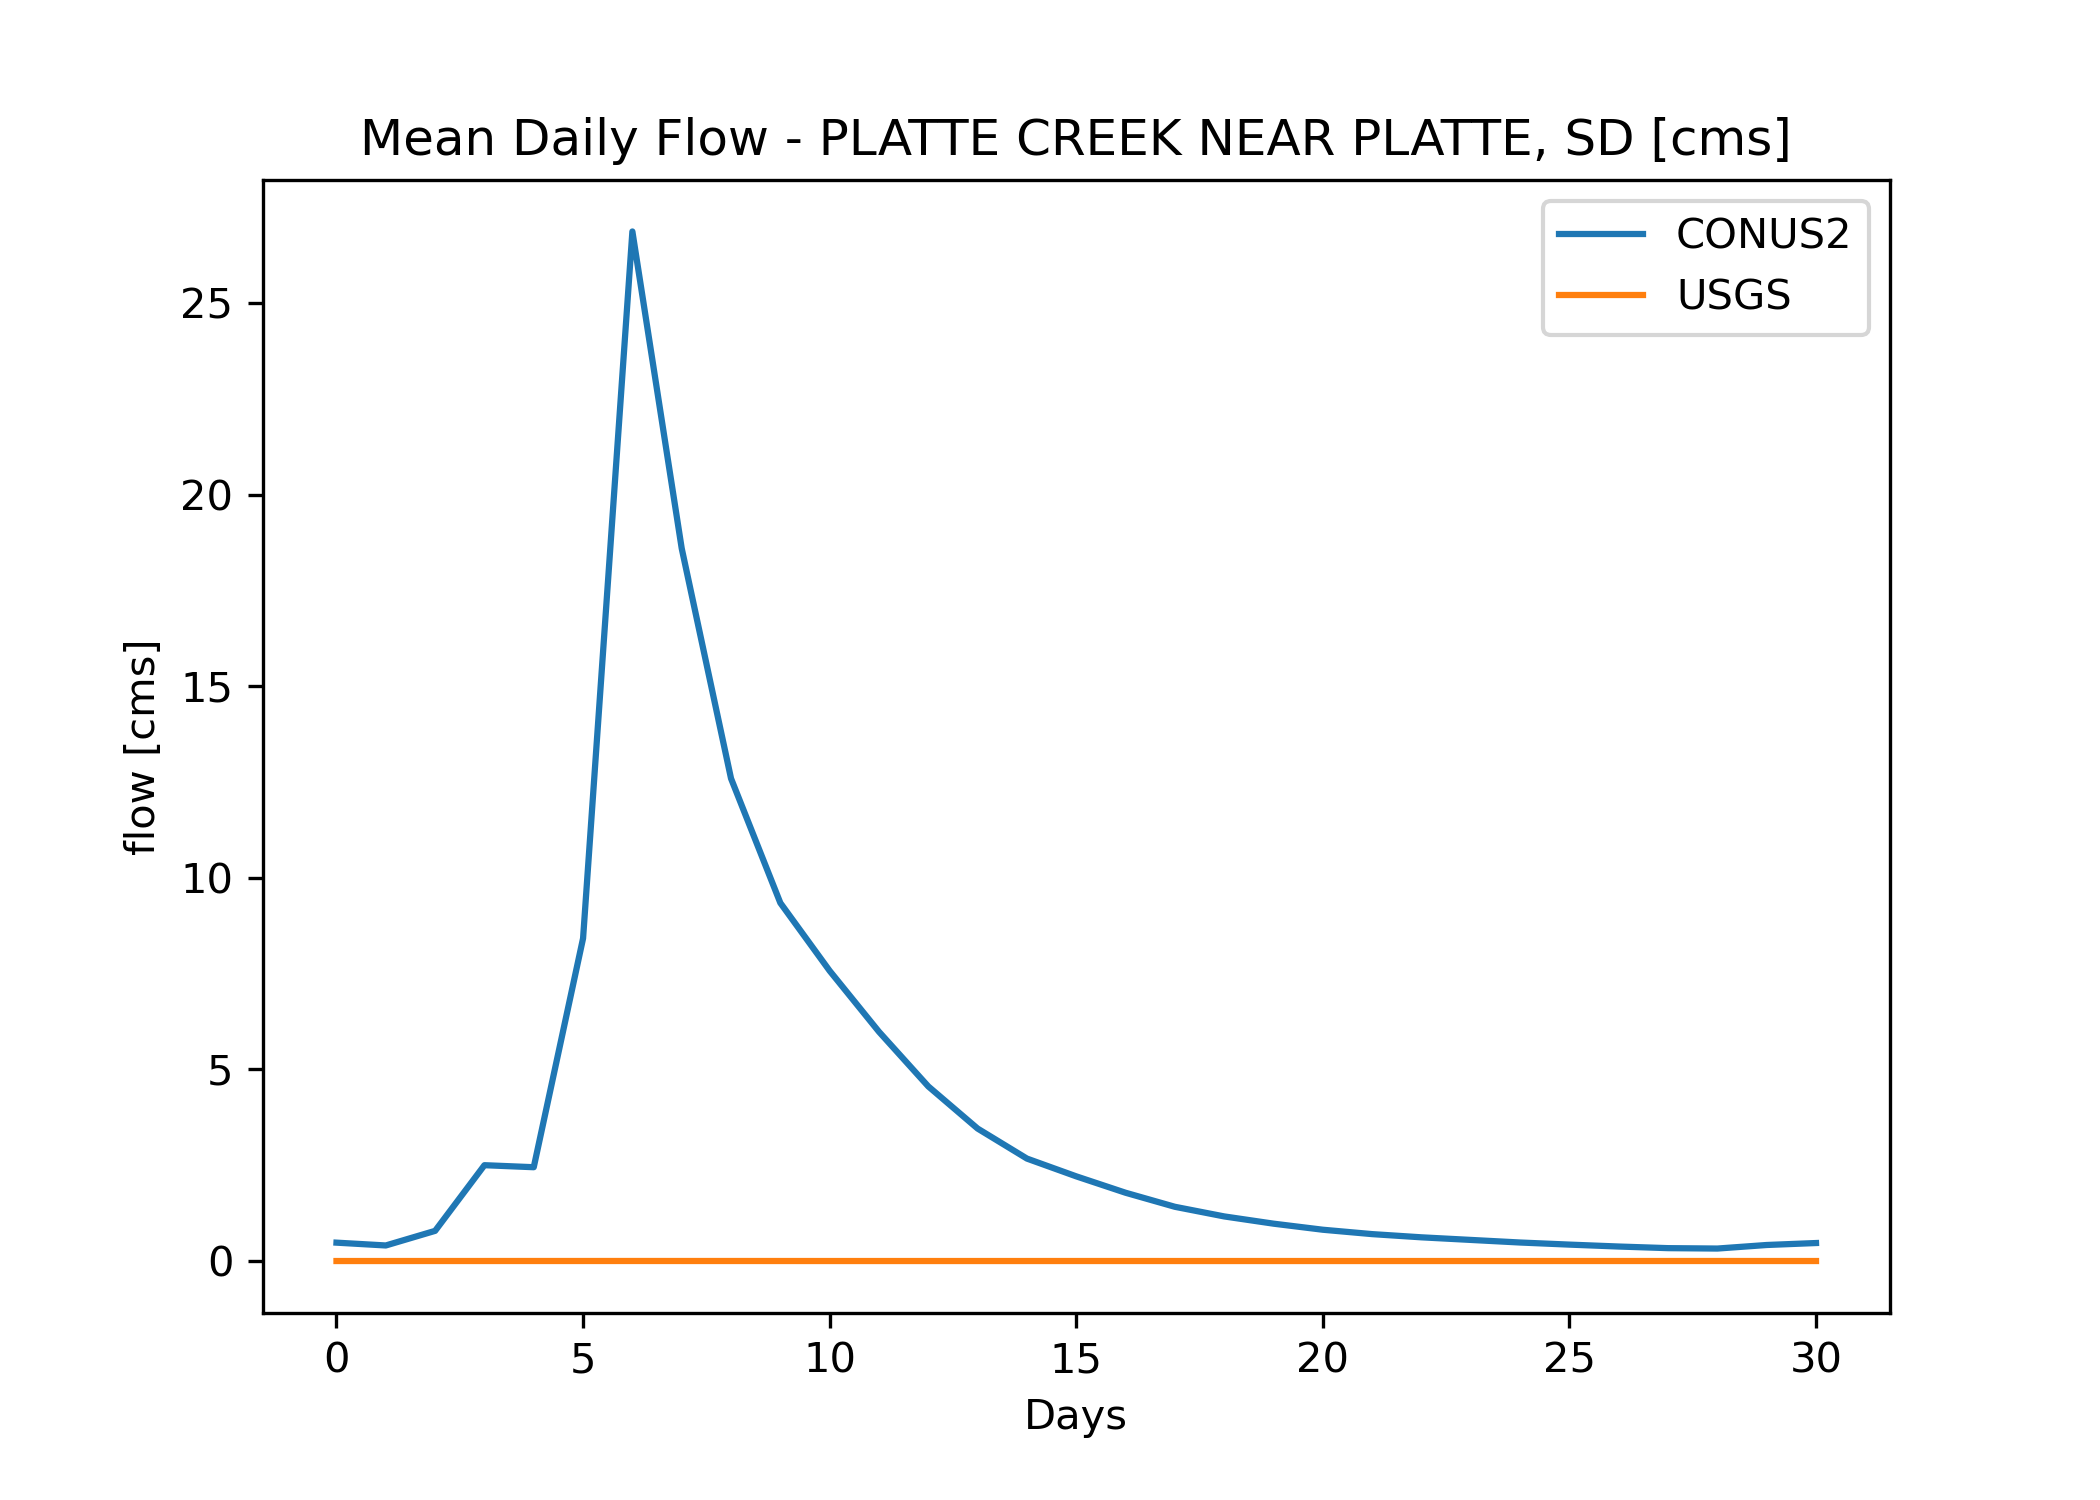 Mean Daily Flow - PLATTE CREEK NEAR PLATTE, SD [cms]
CONUS2
USGS
flow [cms]
25
20
15
10
5
0
0 5 10 15 20 25 30
Days